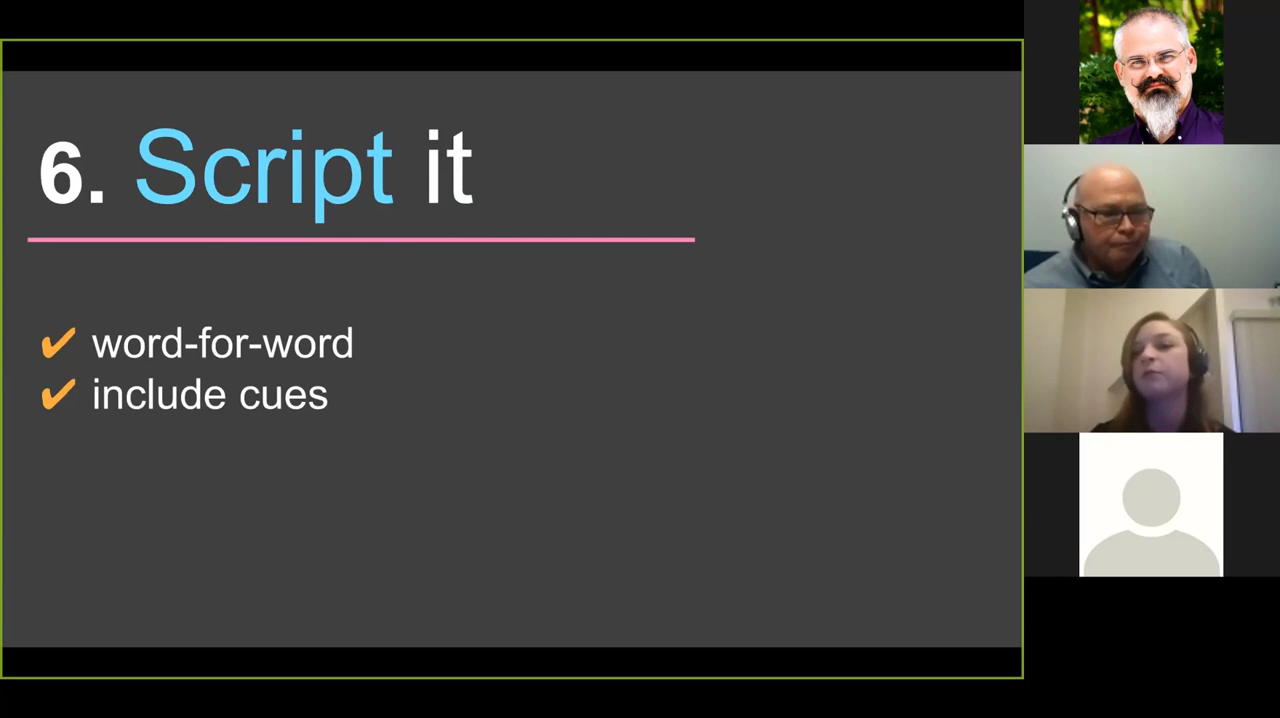 6. Script it
✔ word-for-word
✔ include cues